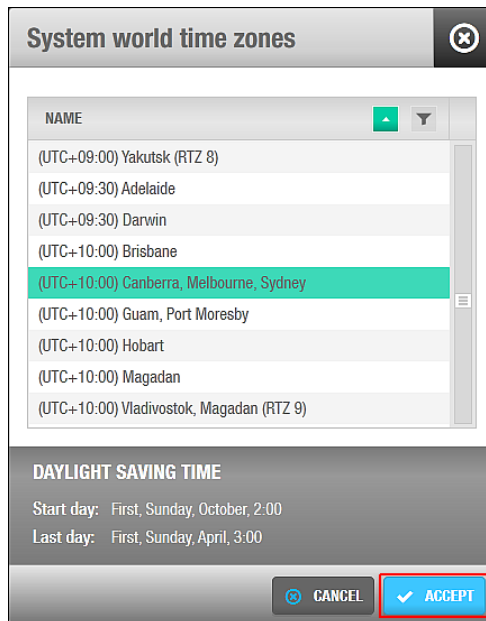 System world time zones
NAME
(UTC+09:00) Yakutsk (RTZ 8)
(UTC+09:30) Adelaide
(UTC+09:30) Darwin
(UTC+10:00) Brisbane
(UTC+10:00) Canberra, Melbourne, Sydney
(UTC+10:00) Guam, Port Moresby
(UTC+10:00) Hobart
(UTC+10:00) Magadan
(UTC+10:00) Vladivostok, Magadan (RTZ 9)
DAYLIGHT SAVING TIME
Start day: First, Sunday, October, 2:00
Last day: First, Sunday, April, 3:00
CANCEL ACCEPT